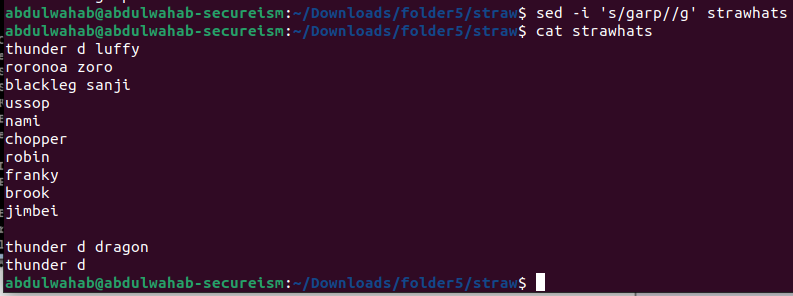 abdulwahab@abdulwahab-secureism:~/Downloads/folder5/straw$ sed -i 's/garp//g' strawhats
abdulwahab@abdulwahab-secureism:~/Downloads/folder5/straw$ cat strawhats
thunder d luffy
roronoa zoro
blackleg sanji
ussop
nami
chopper
robin
franky
brook
jimbei
thunder d dragon
thunder d
abdulwahab@abdulwahab-secureism:~/Downloads/folder5/straw$